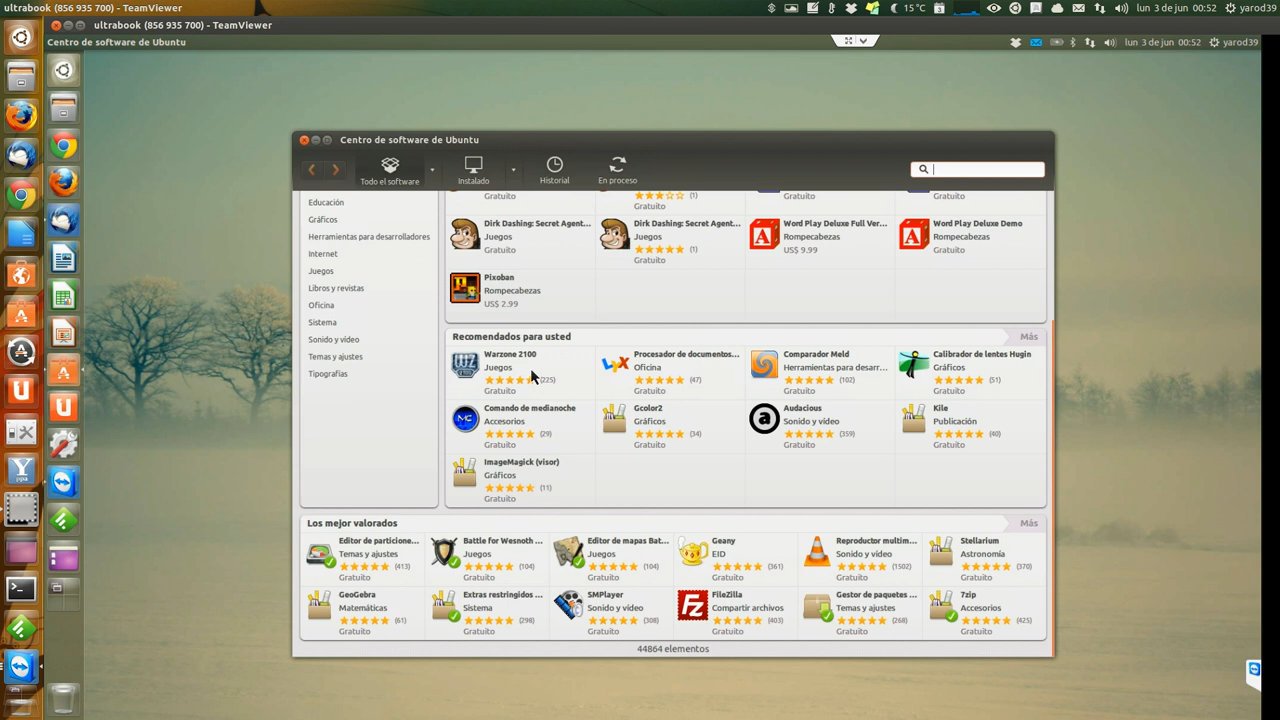 ultrabook (856 935 700) - TeamViewer
15°C
lun 3 de jun 00:52
yarod39
ultrabook (856 935 700) - TeamViewer
Centro de software de Ubuntu
lun 3 de jun 00:52
yarod39
Centro de software de Ubuntu
Todo el software
Instalado
Historial
En proceso
Educación
Gráficos
Herramientas para desarrolladores
Internet
Juegos
Libros y revistas
Oficina
Sistema
Sonido y vídeo
Temas y ajustes
Tipografías
Gratuito
(1)
Gratuito
Gratuito
Gratuito
Dirk Dashing: Secret Agent...
Juegos
Gratuito
Dirk Dashing: Secret Agent...
Juegos
(1)
Gratuito
Word Play Deluxe Full Ver...
Rompecabezas
US$ 9.99
Word Play Deluxe Demo
Rompecabezas
Gratuito
Pixoban
Rompecabezas
US$ 2.99
Recomendados para usted
Más
Warzone 2100
Juegos
(225)
Gratuito
Procesador de documentos...
Oficina
(47)
Gratuito
Comparador Meld
Herramientas para desarr...
(102)
Gratuito
Calibrador de lentes Hugin
Gráficos
(51)
Gratuito
Comando de medianoche
Accesorios
(29)
Gratuito
Gcolor2
Gráficos
(34)
Gratuito
Audacious
Sonido y vídeo
(359)
Gratuito
Kile
Publicación
(40)
Gratuito
ImageMagick (visor)
Gráficos
(11)
Gratuito
Los mejor valorados
Más
Editor de particione...
Temas y ajustes
(413)
Gratuito
Battle for Wesnoth ...
Juegos
(104)
Gratuito
Editor de mapas Bat...
Juegos
(104)
Gratuito
Geany
EID
(361)
Gratuito
Reproductor multim...
Sonido y vídeo
(1502)
Gratuito
Stellarium
Astronomía
(370)
Gratuito
GeoGebra
Matemáticas
(61)
Gratuito
Extras restringidos ...
Sistema
(298)
Gratuito
SMPlayer
Sonido y vídeo
(308)
Gratuito
FileZilla
Compartir archivos
(403)
Gratuito
Gestor de paquetes ...
Temas y ajustes
(268)
Gratuito
7zip
Accesorios
(425)
Gratuito
44864 elementos